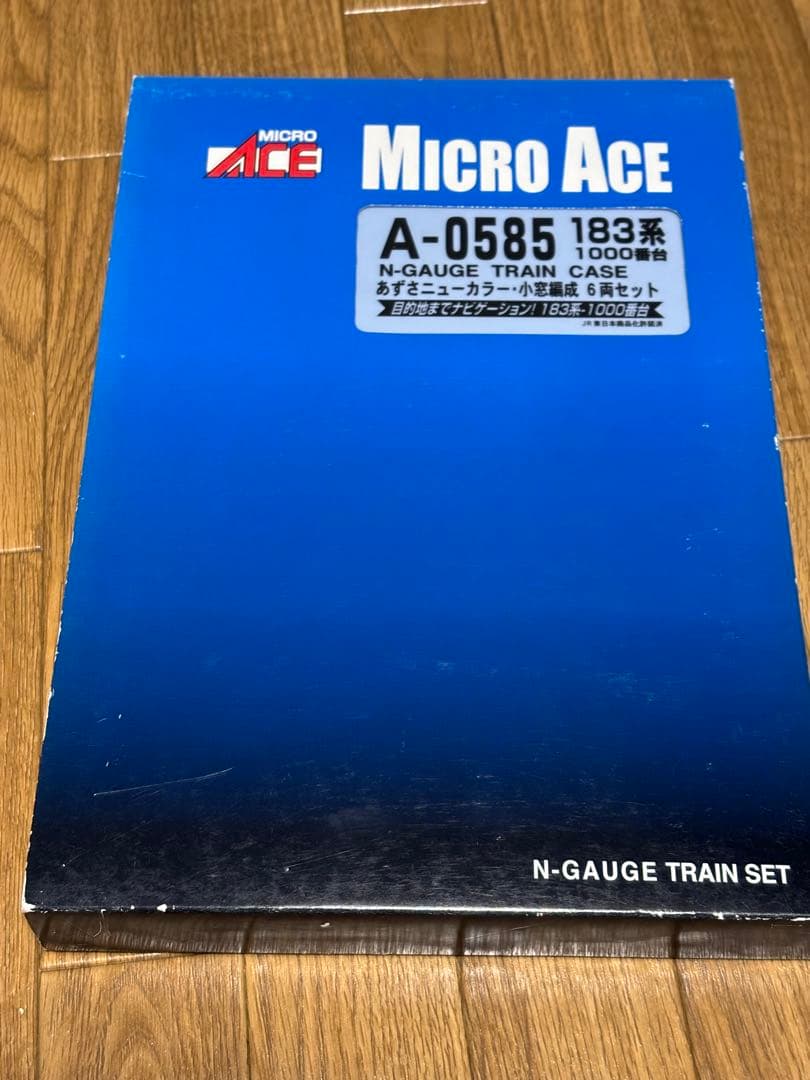 MICRO
ACE
MICRO ACE
A-0585 183系
1000番台
N-GAUGE TRAIN CASE
あずさニューカラー・小窓編成 6両セット
目的地までナビゲーション! 183系-1000番台
JR東日本商品化許諾済
N-GAUGE TRAIN SET